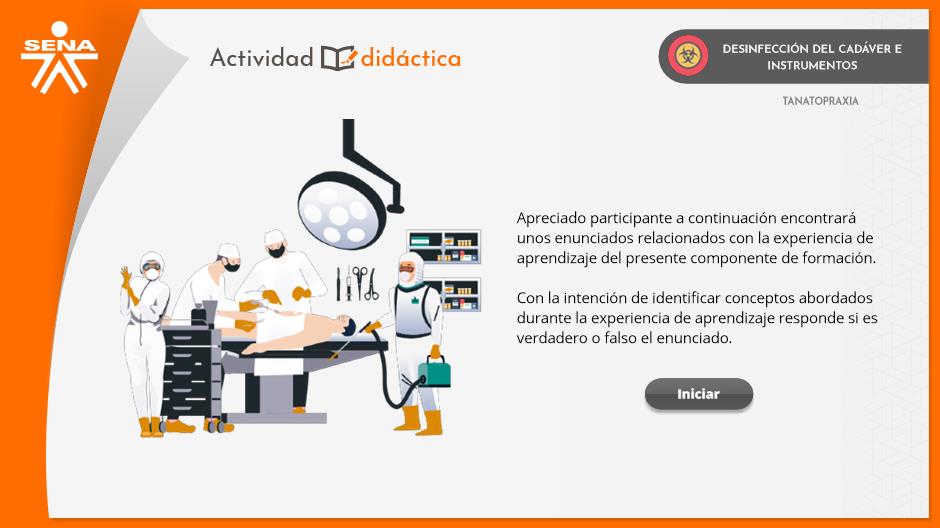 SENA
Actividad didáctica
DESINFECCIÓN DEL CADÁVER E
INSTRUMENTOS
TANATOPRAXIA
Apreciado participante a continuación encontrará
unos enunciados relacionados con la experiencia de
aprendizaje del presente componente de formación.
Con la intención de identificar conceptos abordados
durante la experiencia de aprendizaje responde si es
verdadero o falso el enunciado.
Iniciar